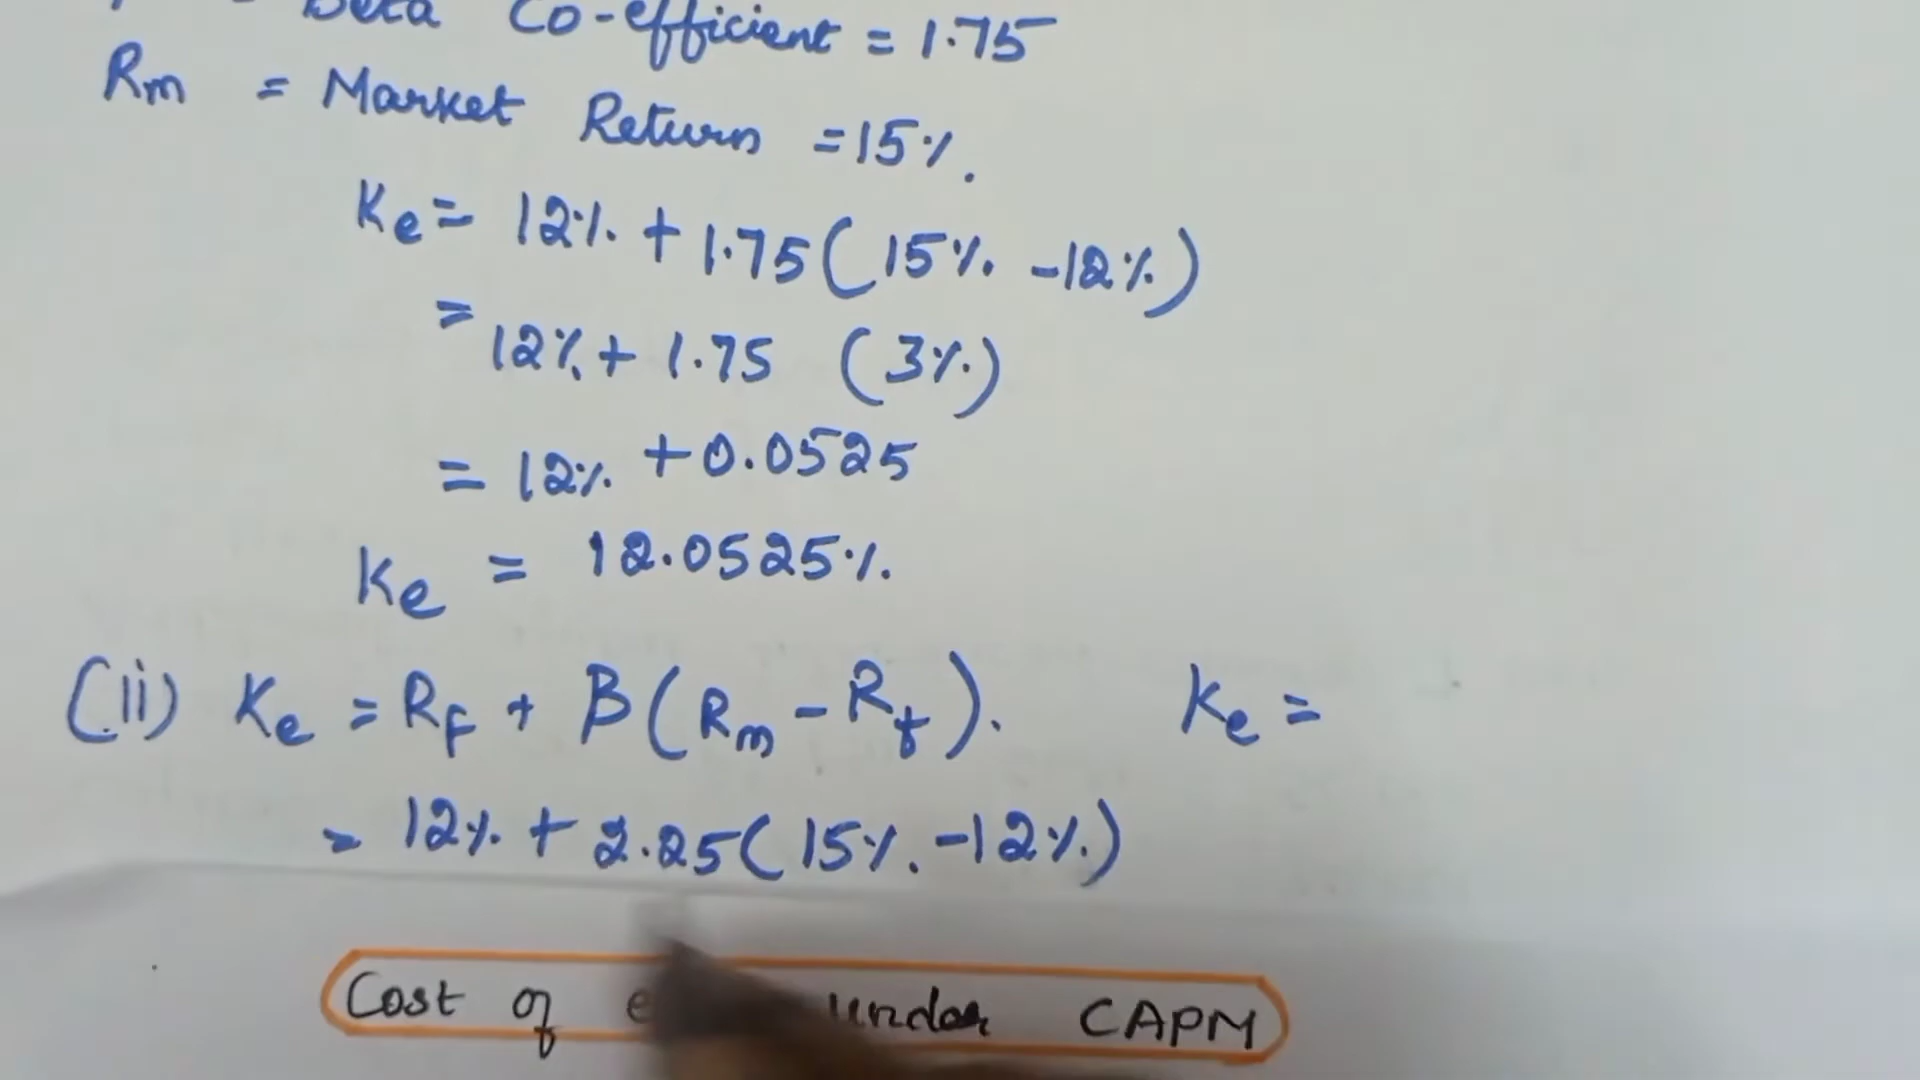 Beta Co-efficient = 1.75
Rm = Market Return = 15%.
Ke = 12% + 1.75 (15% - 12%)
= 12% + 1.75 (3%)
= 12% + 0.0525
Ke = 12.0525%.
(ii) Ke = Rf + β (Rm - Rf). Ke =
= 12% + 2.25 (15% - 12%)
Cost of under CAPM